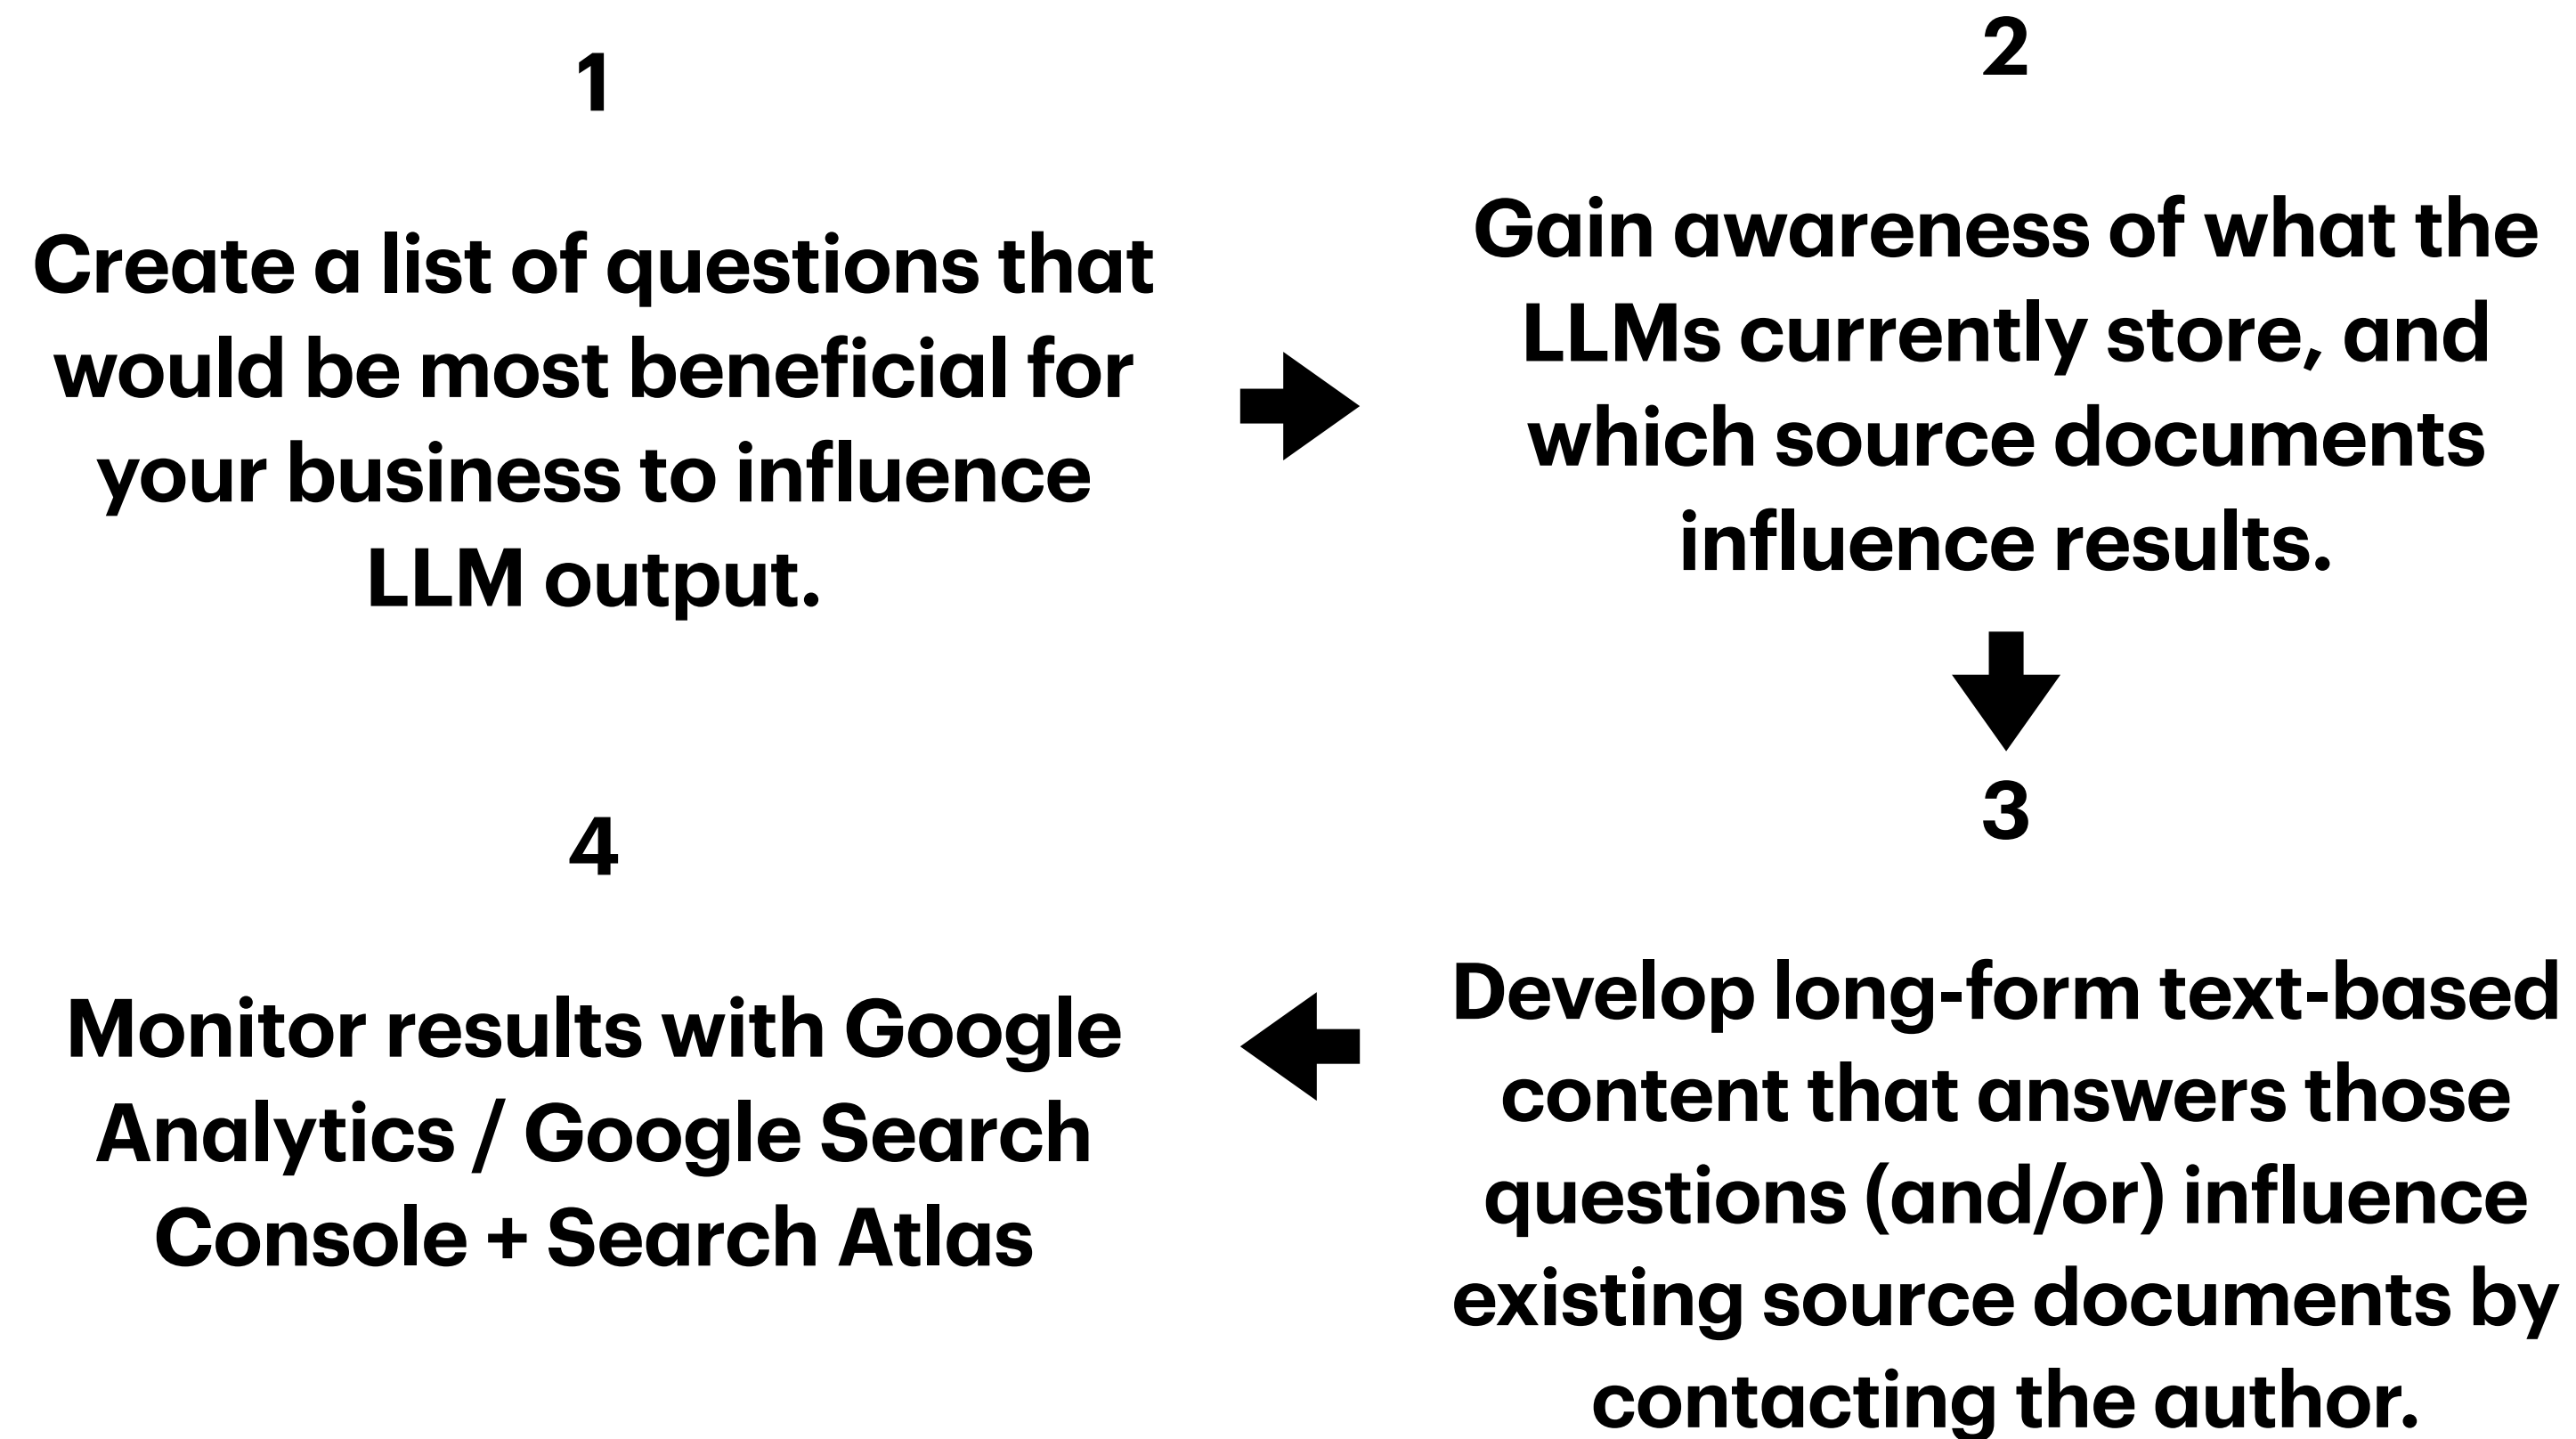 1
Create a list of questions that
would be most beneficial for
your business to influence
LLM output.
2
Gain awareness of what the
LLMs currently store, and
which source documents
influence results.
3
Develop long-form text-based
content that answers those
questions (and/or) influence
existing source documents by
contacting the author.
4
Monitor results with Google
Analytics / Google Search
Console + Search Atlas